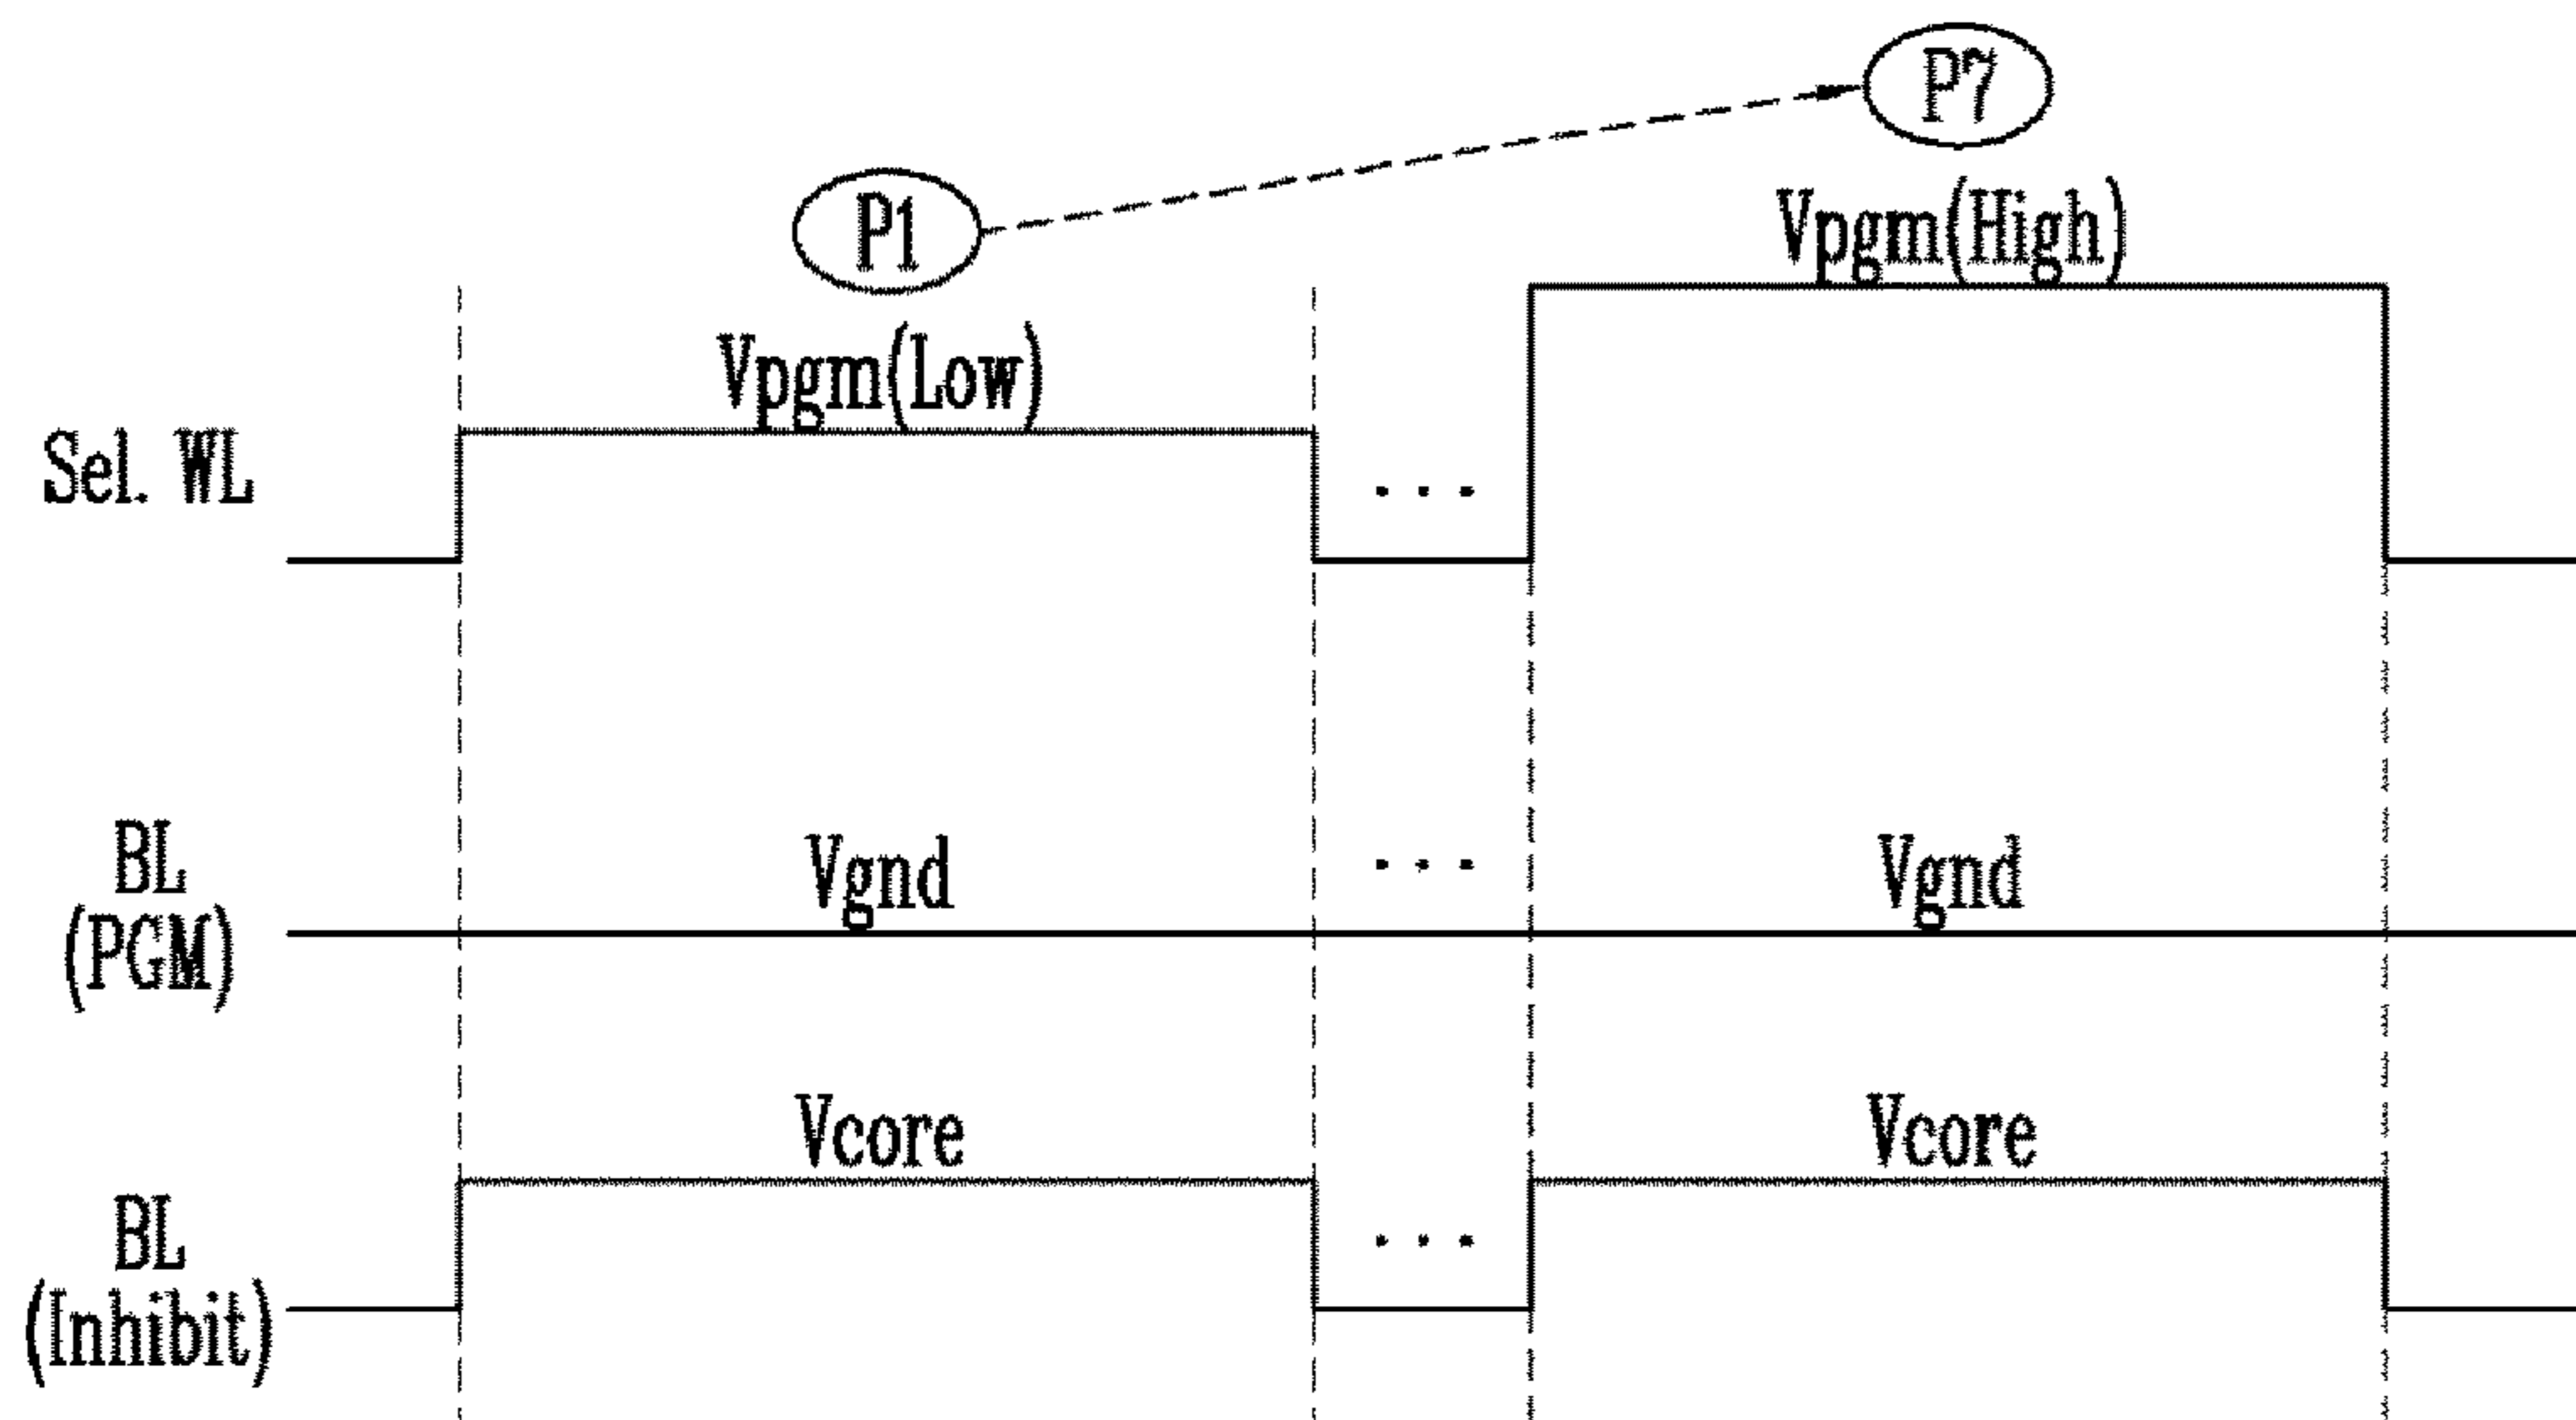 P7
P1
Vpgm(High)
Vpgm(Low)
Sel. WL
...
BL
(PGM)
Vgnd
...
Vgnd
Vcore
Vcore
BL
(Inhibit)
...